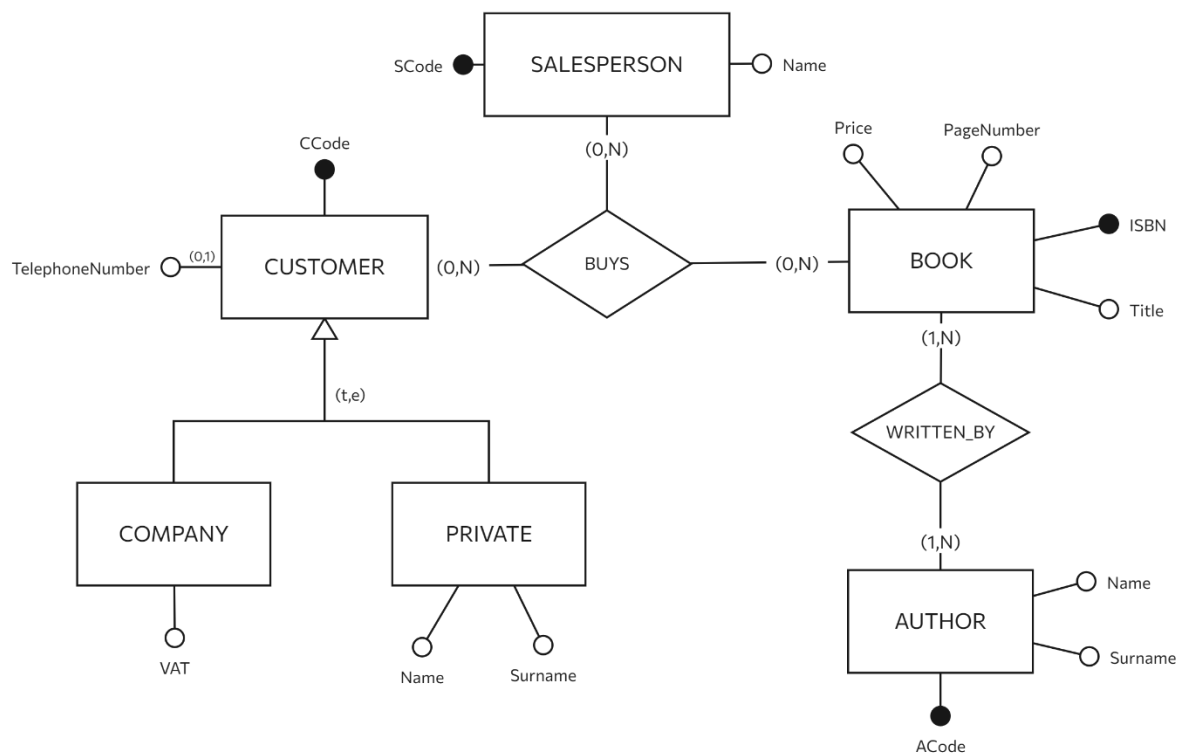 SCode
SALESPERSON
Name
(0,N)
CCode
Price
PageNumber
TelephoneNumber
(0,1)
CUSTOMER
(0,N)
BUYS
(0,N)
BOOK
ISBN
Title
(1,N)
(t,e)
WRITTEN_BY
COMPANY
PRIVATE
(1,N)
VAT
Name
Surname
AUTHOR
Name
Surname
ACode